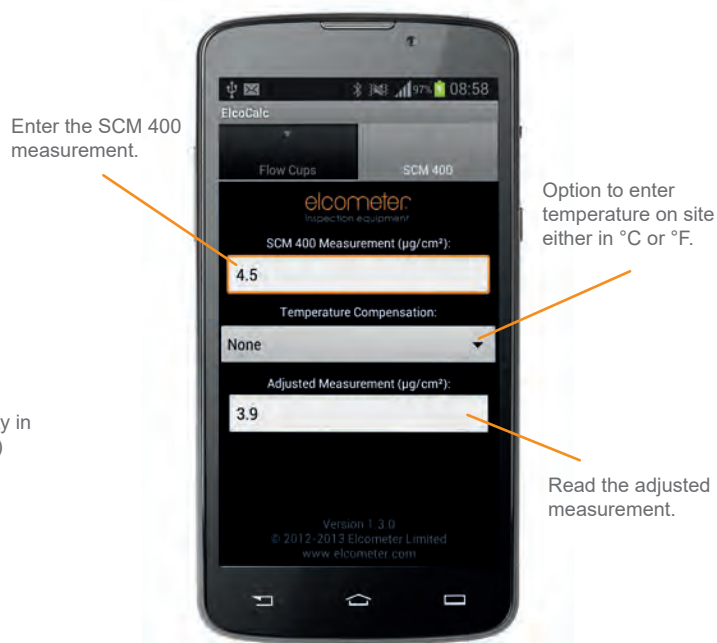 97% 08:58
ElcoCalc
Flow Cups
SCM 400
elcometer
Inspection equipment
SCM 400 Measurement (µg/cm²):
4.5
Temperature Compensation:
None
Adjusted Measurement (µg/cm²):
3.9
Version 1.3.0
© 2012-2013 Elcometer Limited
www.elcometer.com
Enter the SCM 400
measurement.
Option to enter
temperature on site
either in °C or °F.
y in
)
Read the adjusted
measurement.